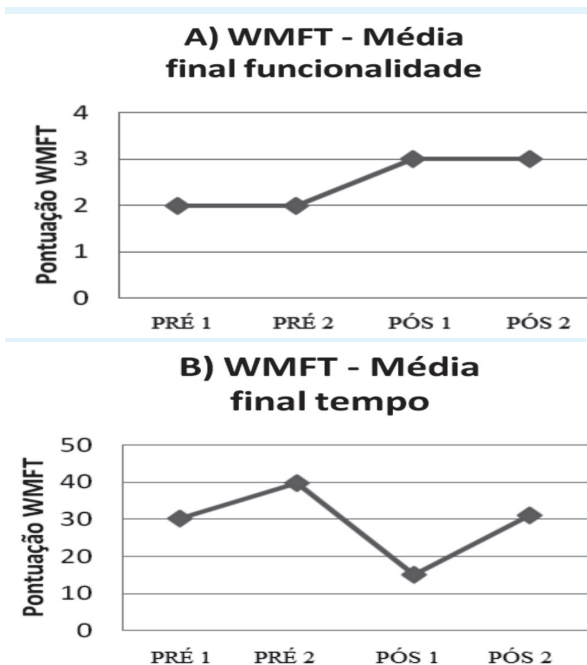 A) WMFT - Média
final funcionalidade
Pontuação WMFT
4
3
2
1
0
PRÉ 1 PRÉ 2 PÓS 1 PÓS 2
B) WMFT - Média
final tempo
Pontuação WMFT
50
40
30
20
10
0
PRÉ 1 PRÉ 2 PÓS 1 PÓS 2